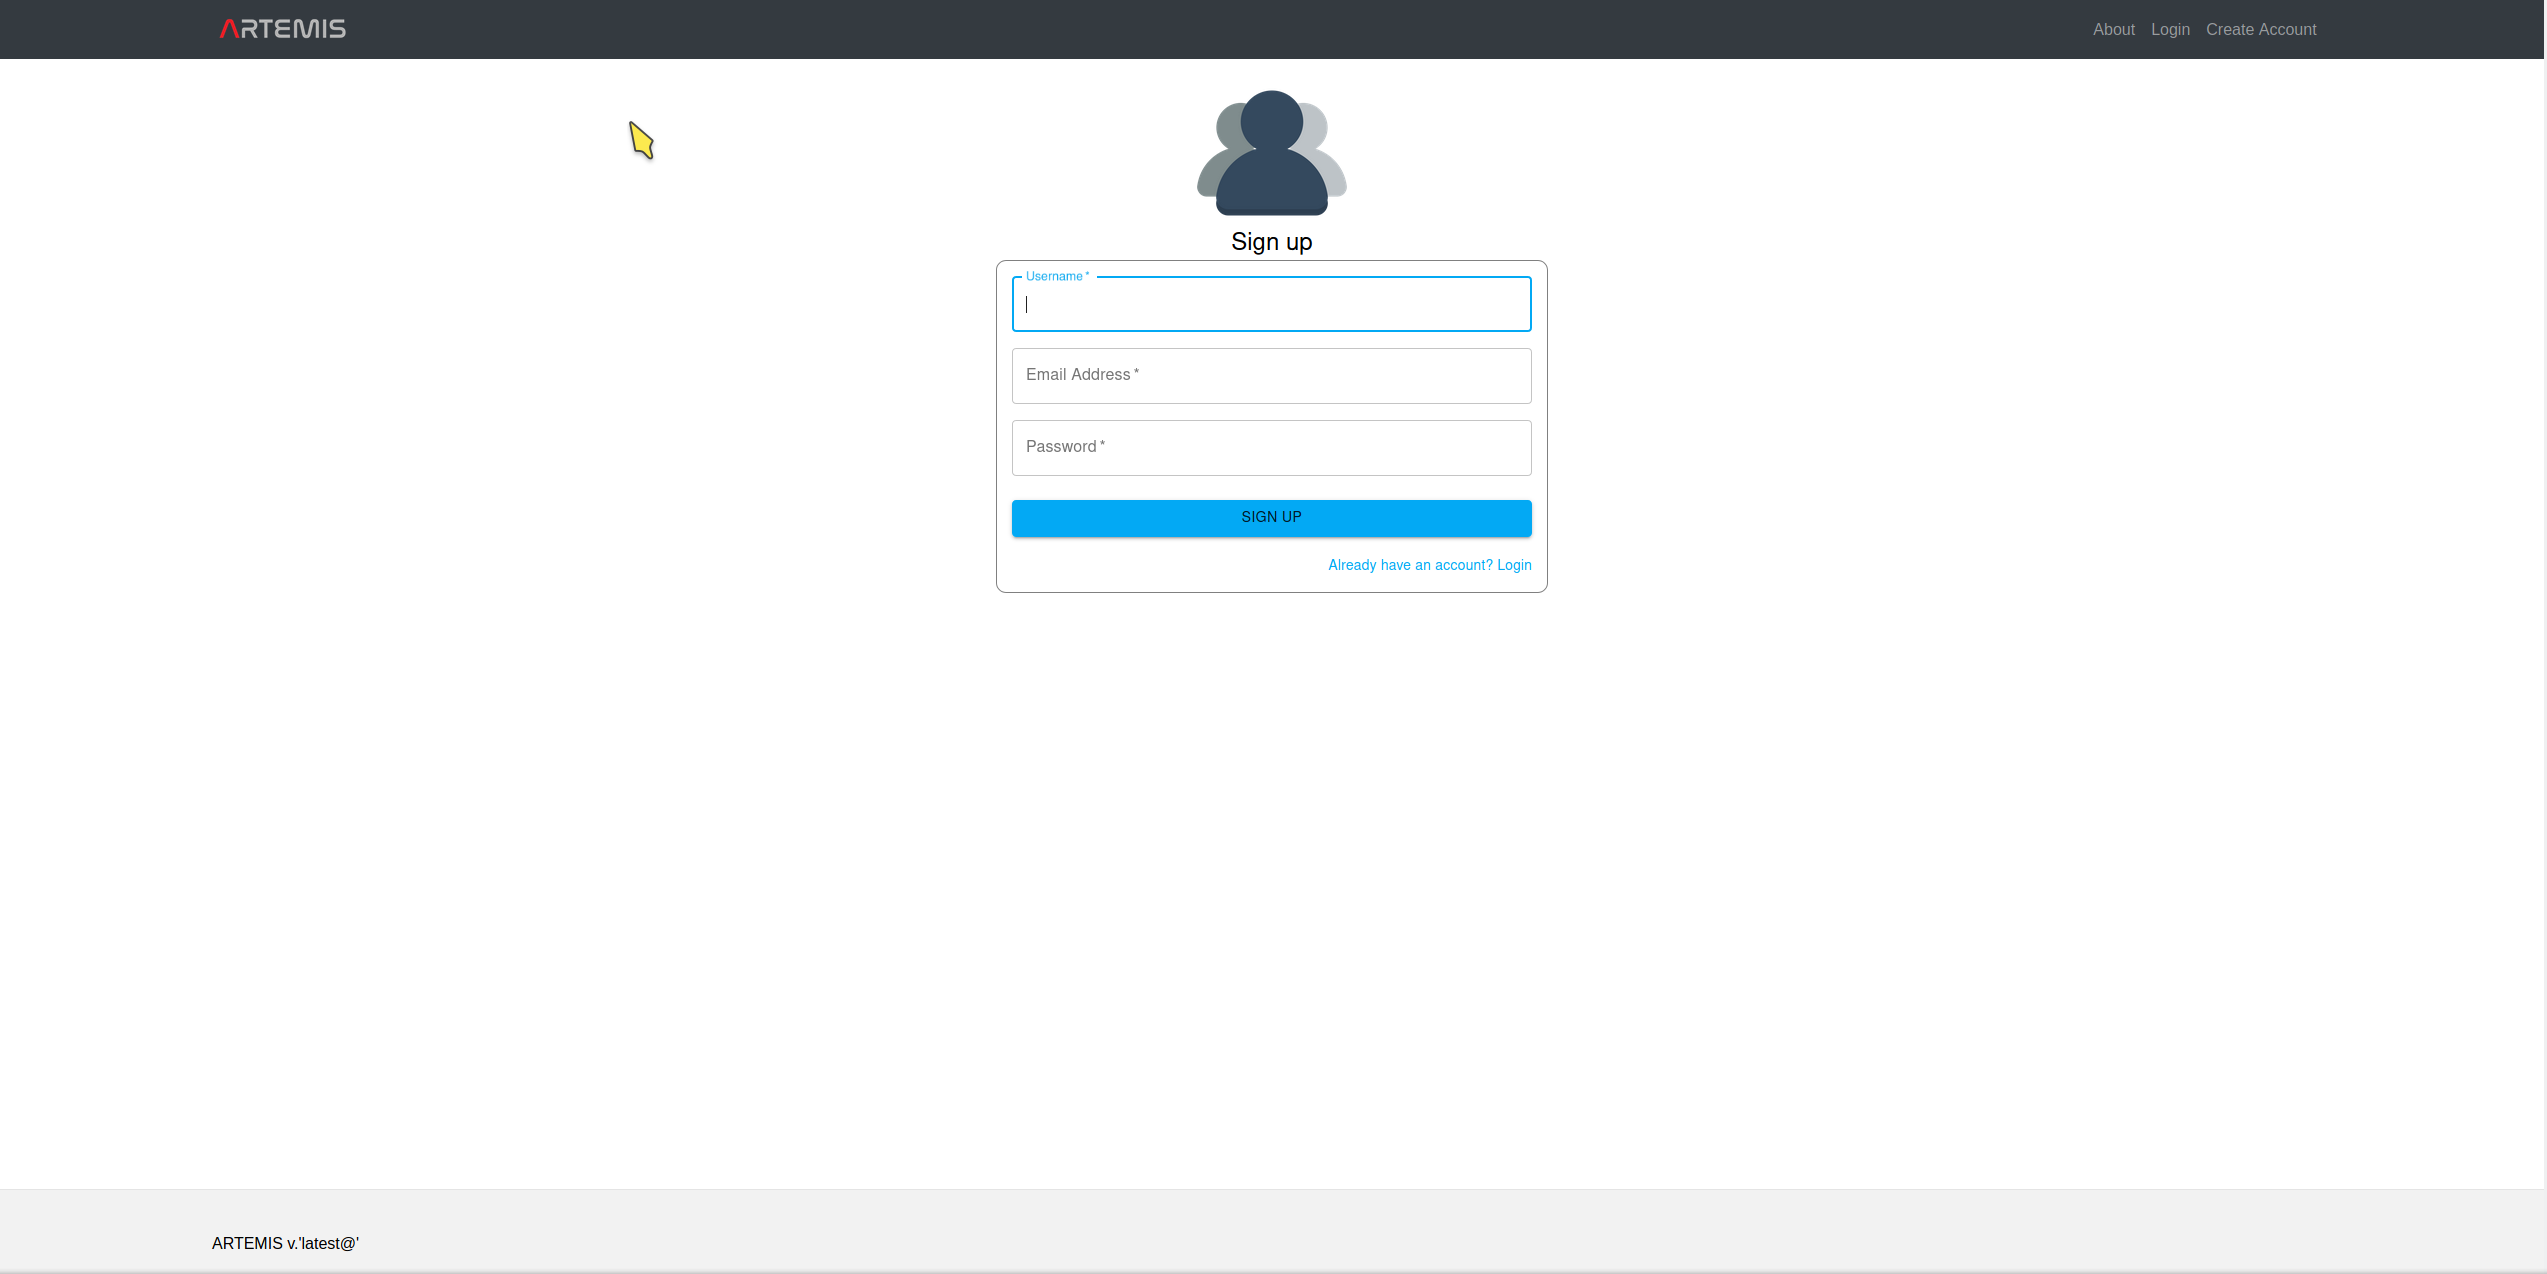 ARTEMIS
About Login Create Account
Sign up
Username *
Email Address *
Password *
SIGN UP
Already have an account? Login
ARTEMIS v.'latest@'